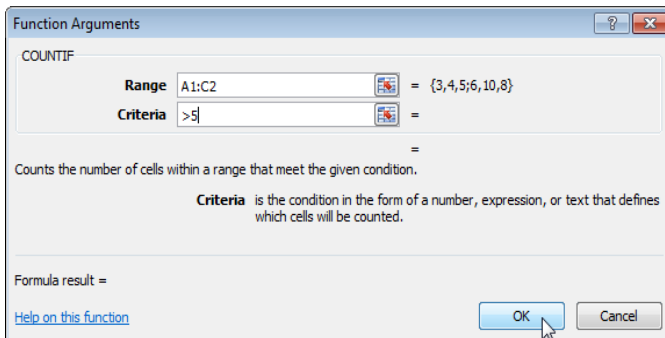 Function Arguments
COUNTIF
Range A1:C2 = {3,4,5;6,10,8}
Criteria >5 =
=
Counts the number of cells within a range that meet the given condition.
Criteria is the condition in the form of a number, expression, or text that defines
which cells will be counted.
Formula result =
Help on this function OK Cancel